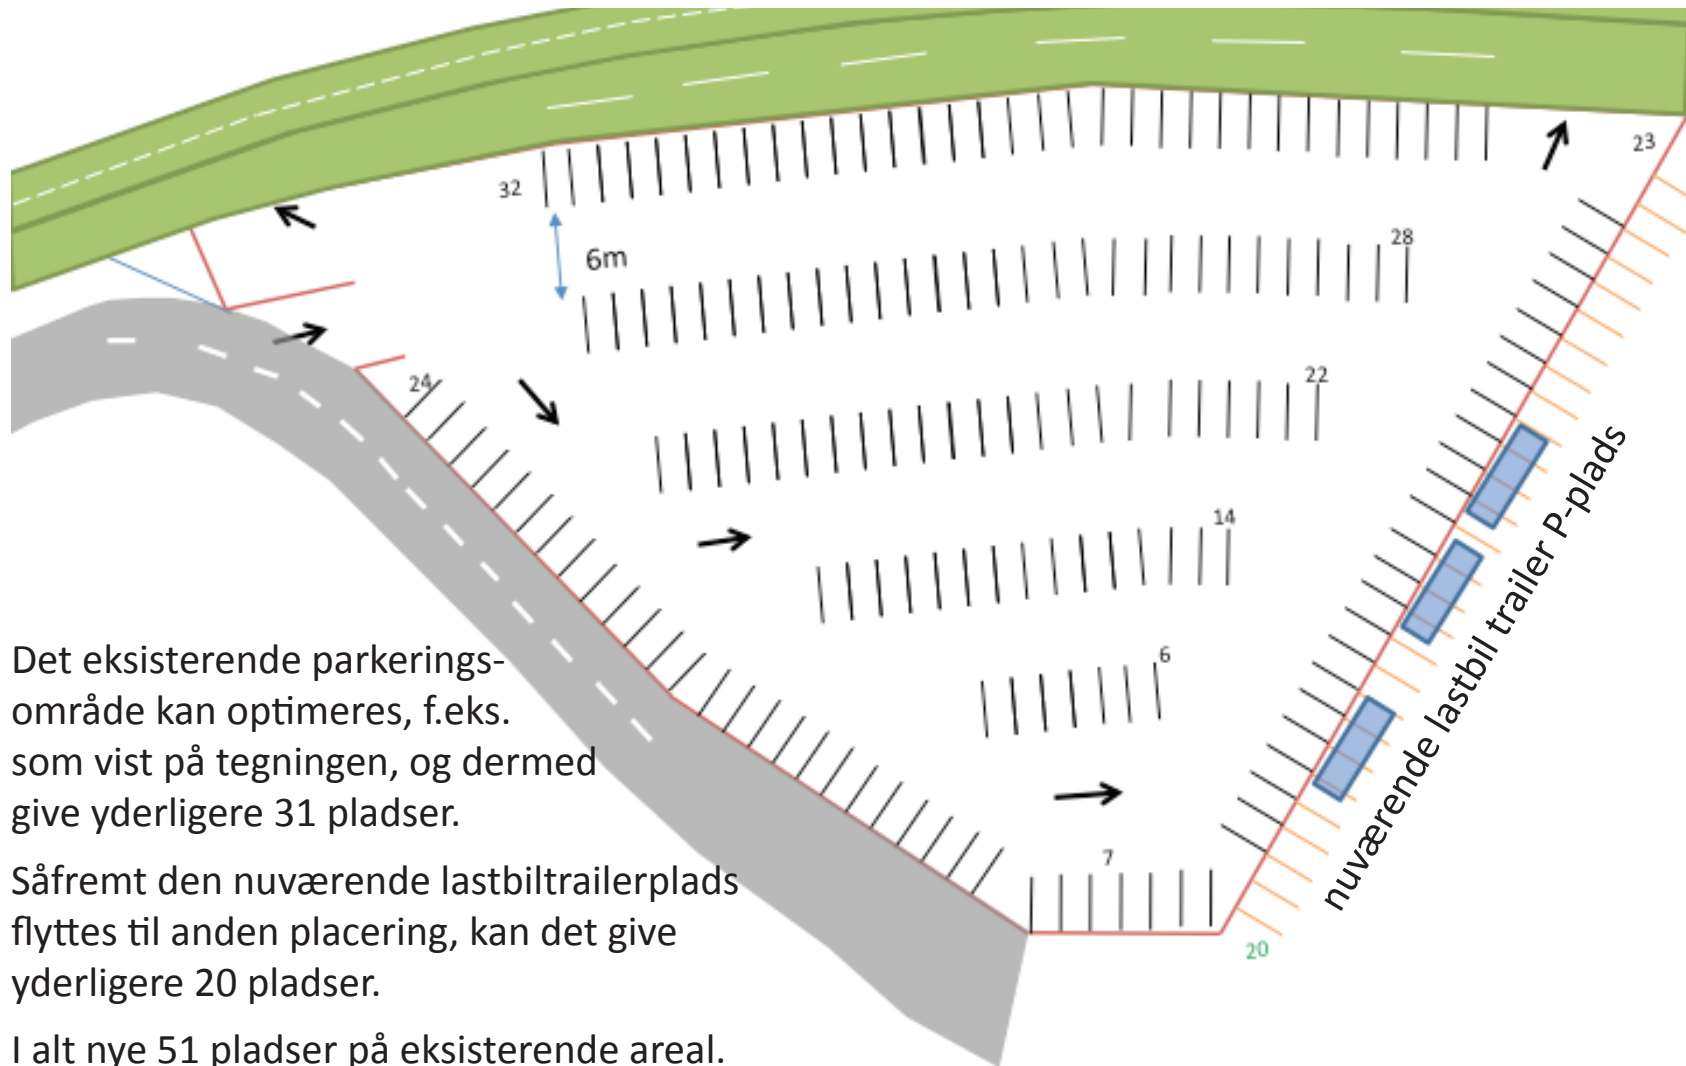 23
32
28
6m
24
22
14
6
7
20
nuværende lastbil trailer P-plads
Det eksisterende parkerings-
område kan optimeres, f.eks.
som vist på tegningen, og dermed
give yderligere 31 pladser.
Såfremt den nuværende lastbiltrailerplads
flyttes til anden placering, kan det give
yderligere 20 pladser.
I alt nye 51 pladser på eksisterende areal.